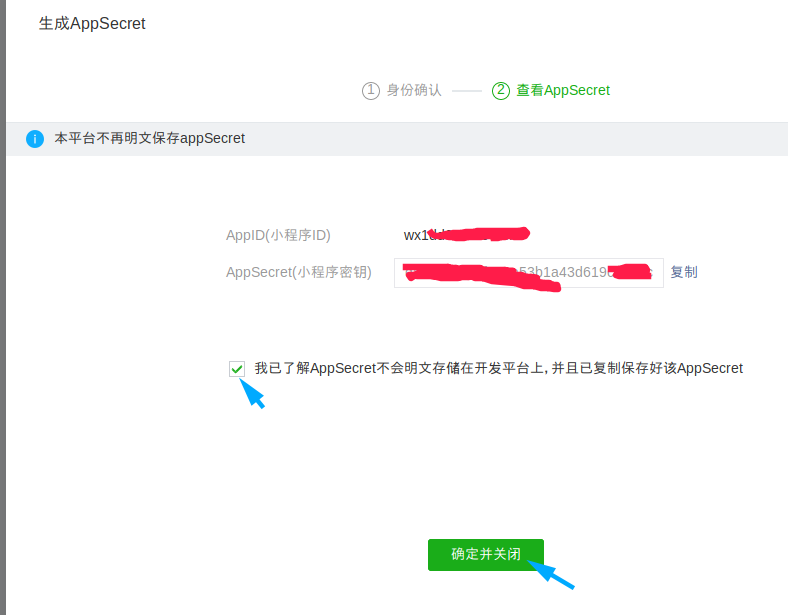 生成AppSecret
1 身份确认 2 查看AppSecret
i 本平台不再明文保存appSecret
AppID(小程序ID) wx1
AppSecret(小程序密钥) 53b1a43d619 复制
我已了解AppSecret不会明文存储在开发平台上,并且已复制保存好该AppSecret
确定并关闭